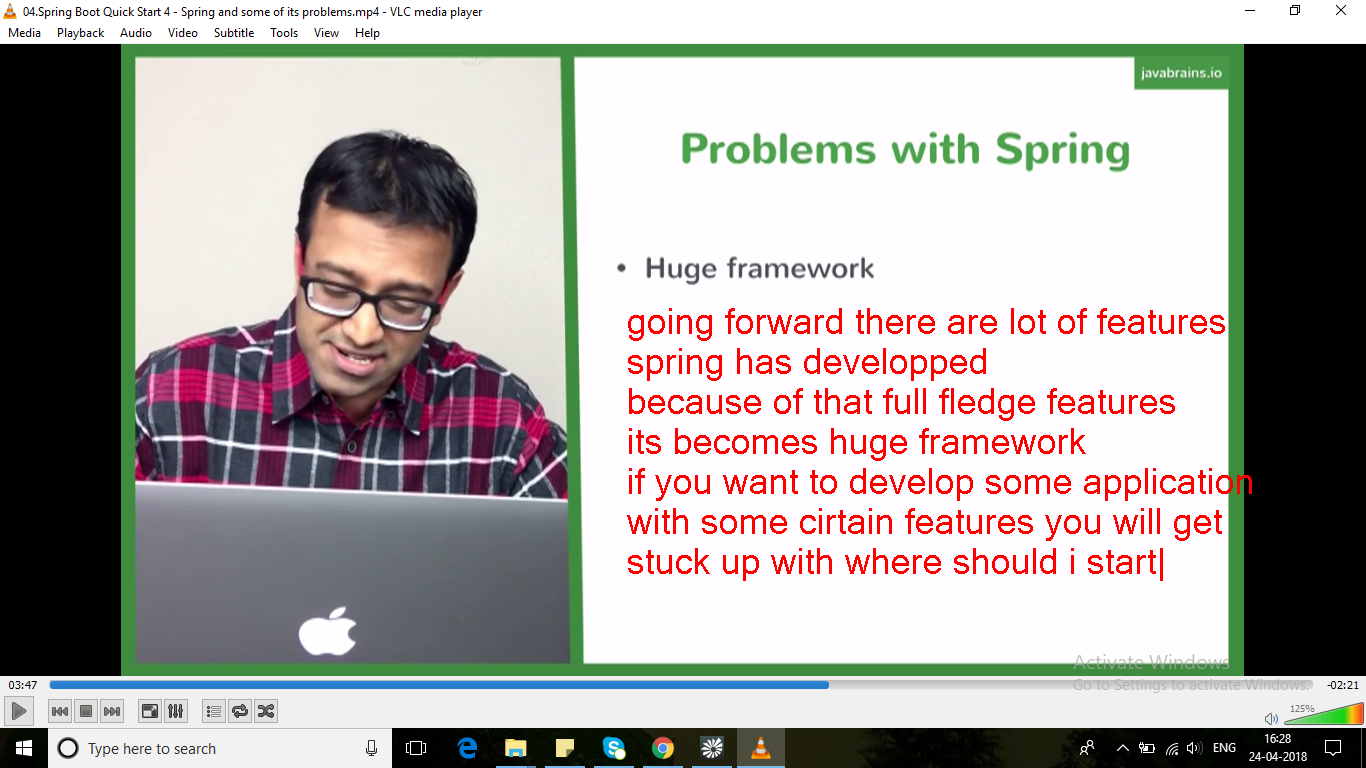 04.Spring Boot Quick Start 4 - Spring and some of its problems.mp4 - VLC media player
Media Playback Audio Video Subtitle Tools View Help
javabrains.io
Problems with Spring
• Huge framework
going forward there are lot of features
spring has developped
because of that full fledge features
its becomes huge framework
if you want to develop some application
with some cirtain features you will get
stuck up with where should i start
Activate Windows
Go to Settings to activate Windows.
03:47
-02:21
125%
Type here to search
ENG
16:28
24-04-2018